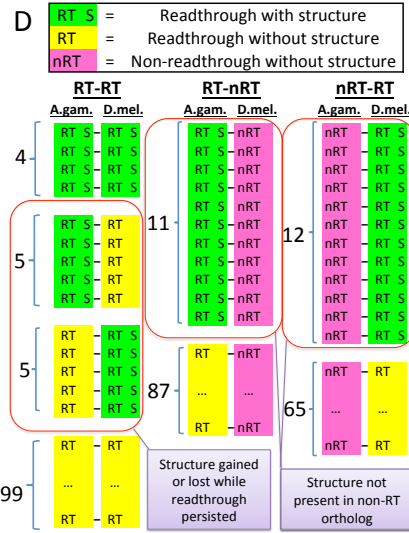 D
RT S = Readthrough with structure
RT = Readthrough without structure
nRT = Non-readthrough without structure
RT-RT
A.gam. D.mel.
4
RT S – RT S
RT S – RT S
RT S – RT S
RT S – RT S
5
RT S – RT
RT S – RT
RT S – RT
RT S – RT
RT S – RT
5
RT – RT S
RT – RT S
RT – RT S
RT – RT S
RT – RT S
99
RT – RT
... ...
RT – RT
RT-nRT
A.gam. D.mel.
11
RT S – nRT
RT S – nRT
RT S – nRT
RT S – nRT
RT S – nRT
RT S – nRT
RT S – nRT
RT S – nRT
RT S – nRT
RT S – nRT
RT S – nRT
87
RT – nRT
... ...
RT – nRT
nRT-RT
A.gam. D.mel.
12
nRT – RT S
nRT – RT S
nRT – RT S
nRT – RT S
nRT – RT S
nRT – RT S
nRT – RT S
nRT – RT S
nRT – RT S
nRT – RT S
nRT – RT S
nRT – RT S
65
nRT – RT
... ...
nRT – RT
Structure gained
or lost while
readthrough
persisted
Structure not
present in non-RT
ortholog